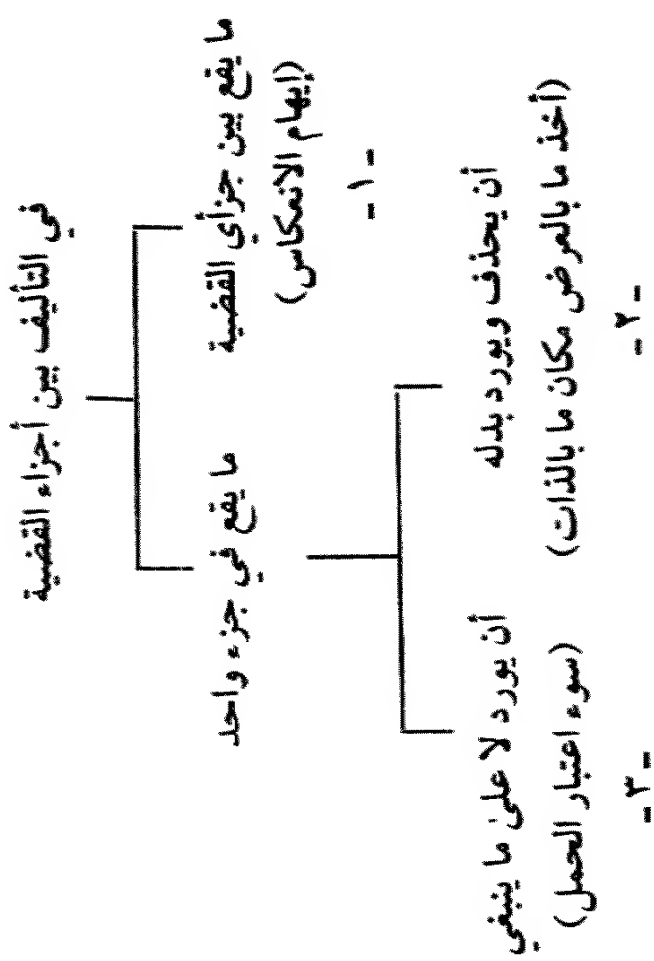 في التأليف بين أجزاء القضية
ما يقع بين جزأي القضية
(إيهام الانعكاس)
- ١ -
ما يقع في جزء واحد
أن يحذف ويورد بدله
(أخذ ما بالعرض مكان ما بالذات)
- ٢ -
أن يورد لا على ما ينبغي
(سوء اعتبار الحمل)
- ٣ -